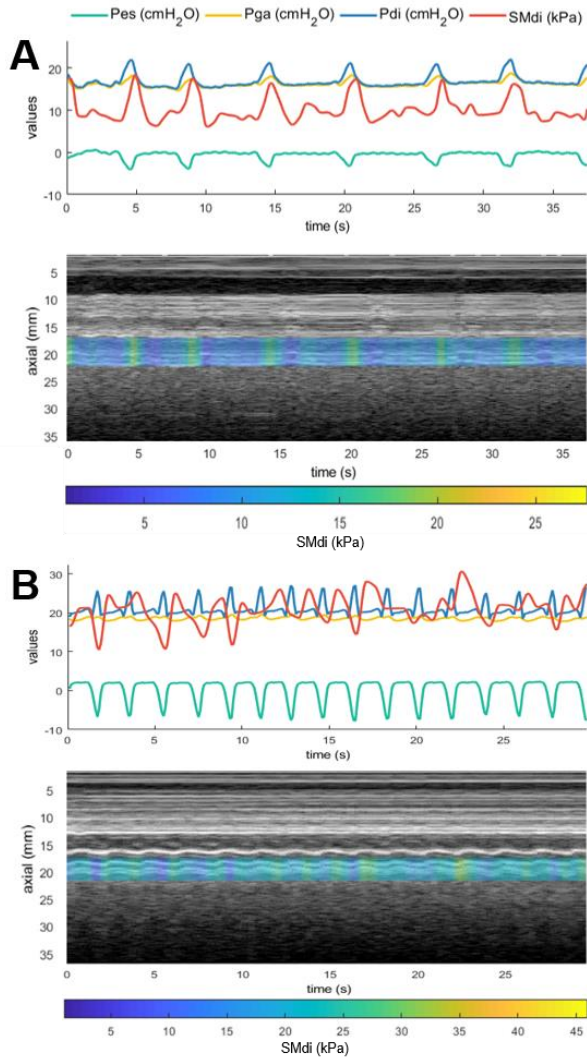 Pes (cmH2O) Pga (cmH2O) Pdi (cmH2O) SMdi (kPa)
A
20
10
0
-10
values
0 5 10 15 20 25 30 35
time (s)
5
10
15
20
25
30
35
axial (mm)
0 5 10 15 20 25 30 35
time (s)
5 10 15 20 25
SMdi (kPa)
B
30
20
10
0
-10
values
0 5 10 15 20 25
time (s)
5
10
15
20
25
30
35
axial (mm)
0 5 10 15 20 25
time (s)
5 10 15 20 25 30 35 40 45
SMdi (kPa)